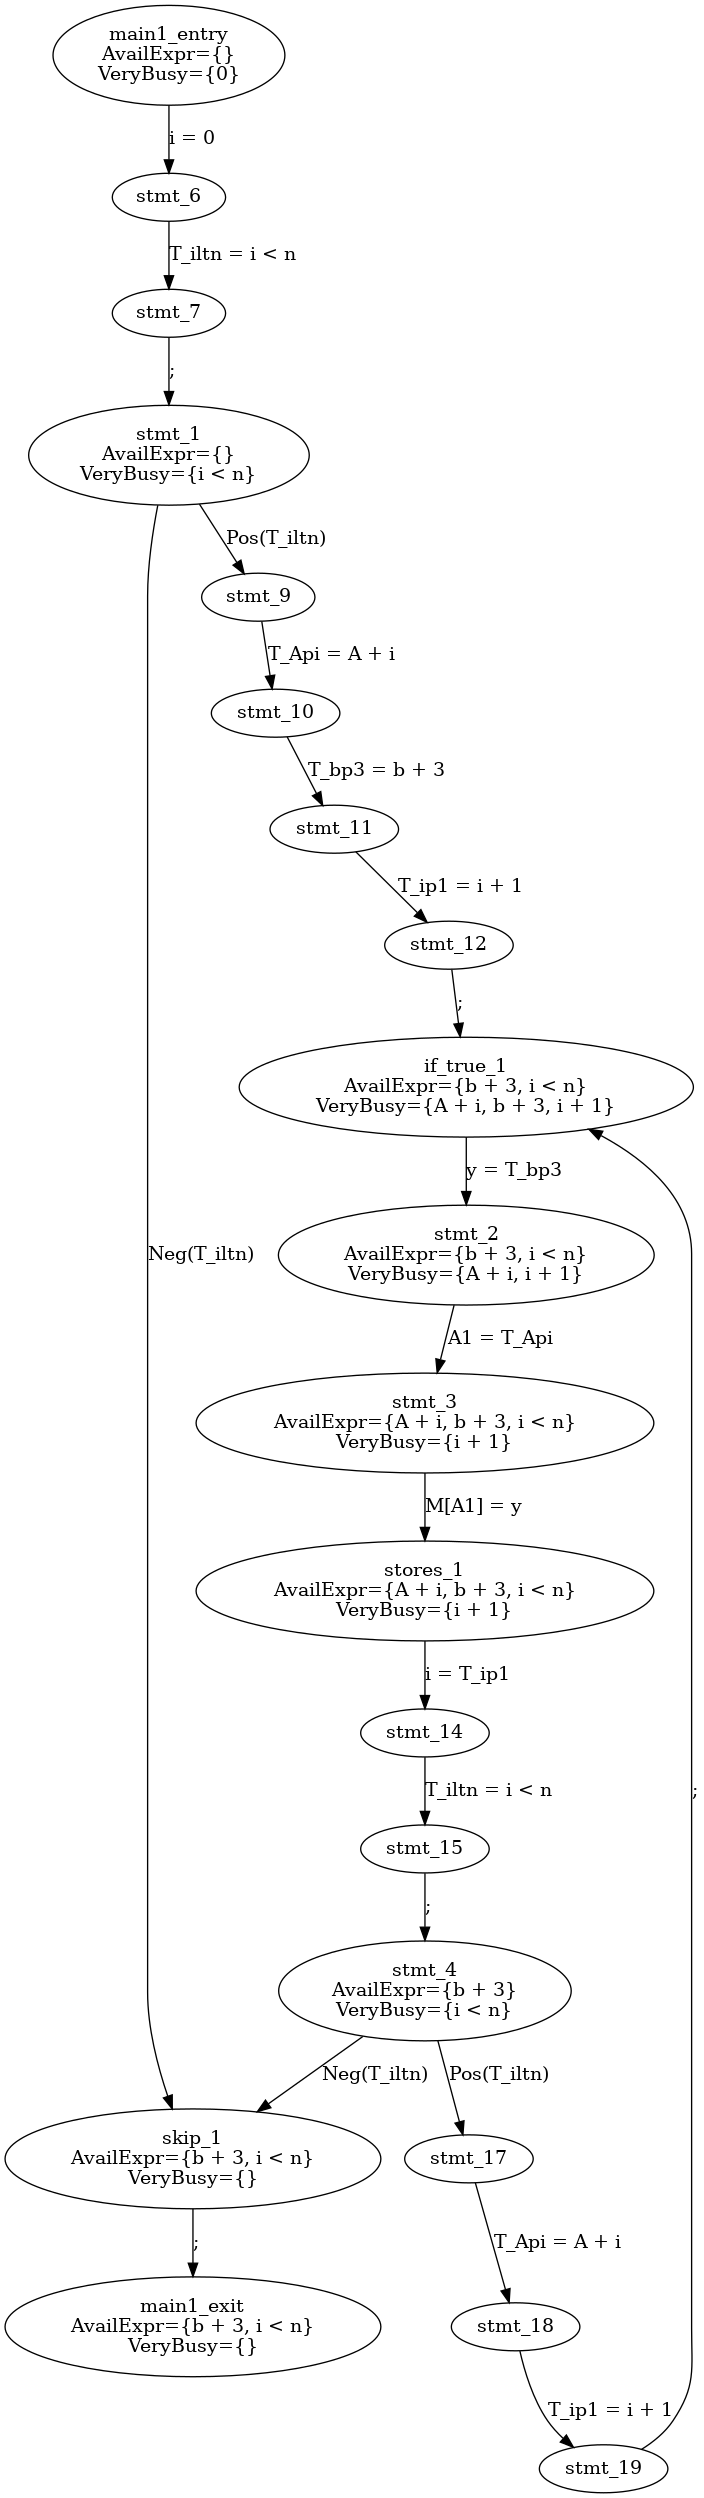 main1_entry
AvailExpr={}
VeryBusy={0}
i = 0
stmt_6
T_iltn = i < n
stmt_7
;
stmt_1
AvailExpr={}
VeryBusy={i < n}
Pos(T_iltn)
stmt_9
T_Api = A + i
stmt_10
T_bp3 = b + 3
stmt_11
T_ip1 = i + 1
stmt_12
;
if_true_1
AvailExpr={b + 3, i < n}
VeryBusy={A + i, b + 3, i + 1}
y = T_bp3
stmt_2
AvailExpr={b + 3, i < n}
VeryBusy={A + i, i + 1}
Neg(T_iltn)
A1 = T_Api
stmt_3
AvailExpr={A + i, b + 3, i < n}
VeryBusy={i + 1}
M[A1] = y
stores_1
AvailExpr={A + i, b + 3, i < n}
VeryBusy={i + 1}
i = T_ip1
stmt_14
T_iltn = i < n
;
stmt_15
;
stmt_4
AvailExpr={b + 3}
VeryBusy={i < n}
Neg(T_iltn)
Pos(T_iltn)
skip_1
AvailExpr={b + 3, i < n}
VeryBusy={}
stmt_17
;
T_Api = A + i
main1_exit
AvailExpr={b + 3, i < n}
VeryBusy={}
stmt_18
T_ip1 = i + 1
stmt_19